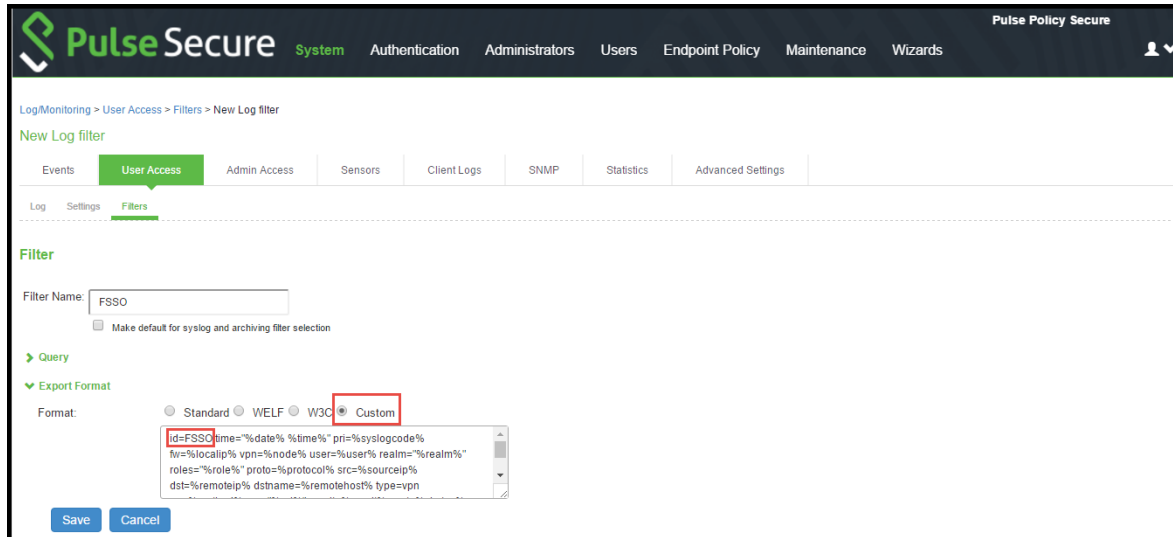 Pulse Policy Secure
Pulse Secure System Authentication Administrators Users Endpoint Policy Maintenance Wizards
Log/Monitoring > User Access > Filters > New Log filter
New Log filter
Events User Access Admin Access Sensors Client Logs SNMP Statistics Advanced Settings
Log Settings Filters
Filter
Filter Name: FSSO
Make default for syslog and archiving filter selection
Query
Export Format
Format: Standard WELF W3C Custom
id=FSSO time="%date% %time%" pri=%syslogcode%
fw=%localip% vpn=%node% user=%user% realm="%realm%"
roles="%role%" proto=%protocol% src=%sourceip%
dst=%remoteip% dstname=%remotehost% type=vpn
Save Cancel